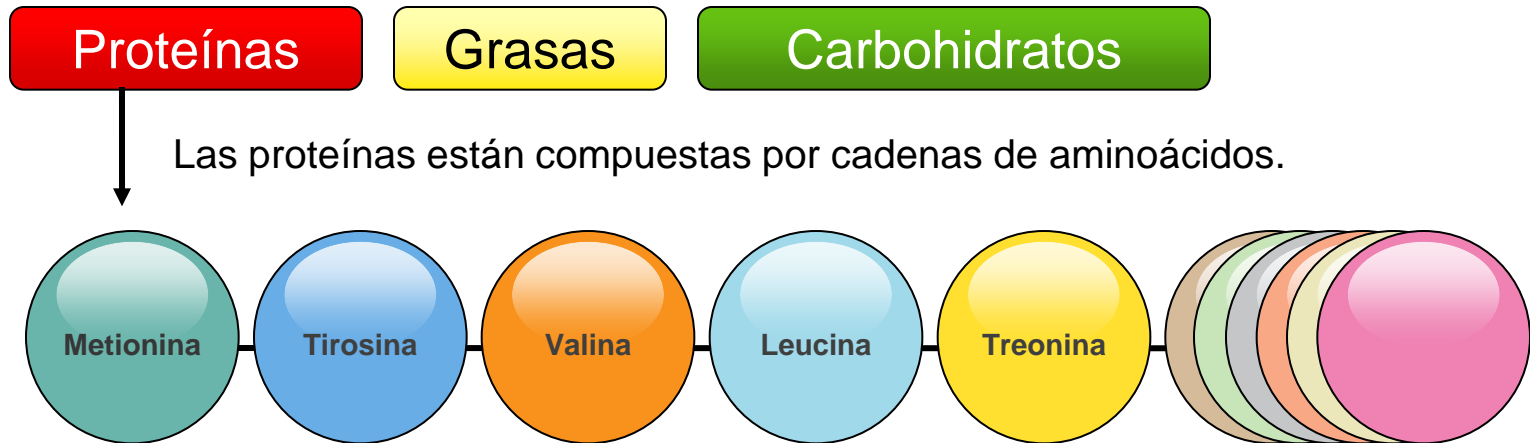 Proteínas Grasas Carbohidratos
Las proteínas están compuestas por cadenas de aminoácidos.
Metionina Tirosina Valina Leucina Treonina